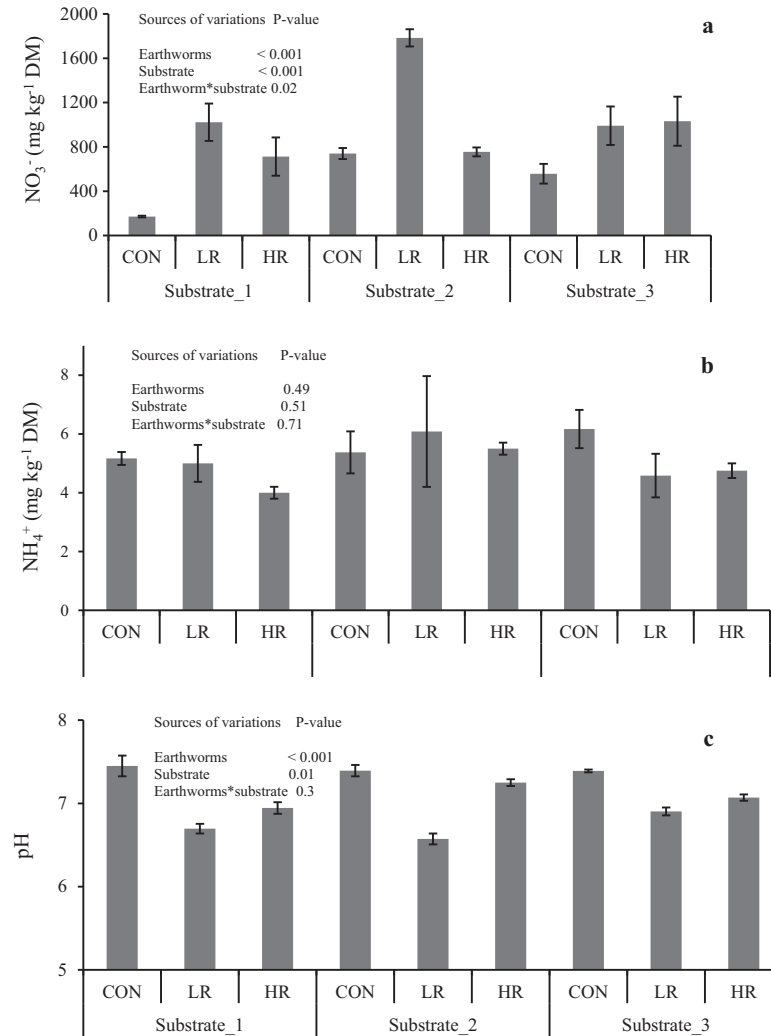 Sources of variations P-value
a
Earthworms < 0.001
Substrate < 0.001
Earthworm*substrate 0.02
NO₃⁻ (mg kg⁻¹ DM)
2000
1600
1200
800
400
0
CON LR HR CON LR HR CON LR HR
Substrate_1 Substrate_2 Substrate_3
Sources of variations P-value
b
Earthworms 0.49
Substrate 0.51
Earthworms*substrate 0.71
NH₄⁺ (mg kg⁻¹ DM)
8
6
4
2
0
CON LR HR CON LR HR CON LR HR
Sources of variations P-value
c
Earthworms < 0.001
Substrate 0.01
Earthworms*substrate 0.3
pH
8
7
6
5
CON LR HR CON LR HR CON LR HR
Substrate_1 Substrate_2 Substrate_3